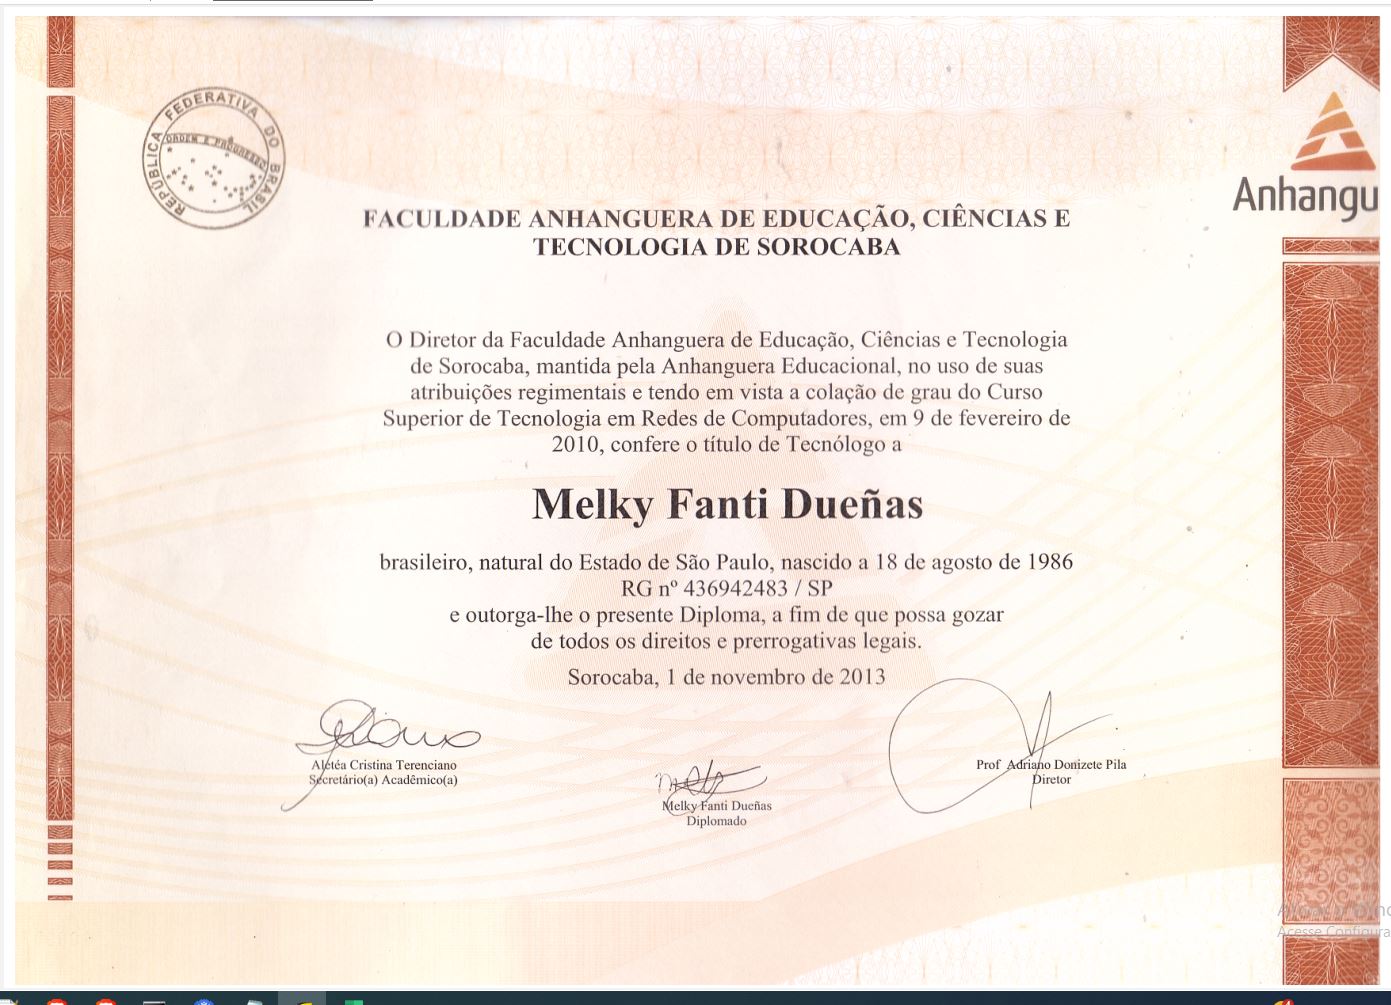 REPÚBLICA FEDERATIVA DO BRASIL
ORDEM E PROGRESSO
Anhangu
FACULDADE ANHANGUERA DE EDUCAÇÃO, CIÊNCIAS E
TECNOLOGIA DE SOROCABA
O Diretor da Faculdade Anhanguera de Educação, Ciências e Tecnologia
de Sorocaba, mantida pela Anhanguera Educacional, no uso de suas
atribuições regimentais e tendo em vista a colação de grau do Curso
Superior de Tecnologia em Redes de Computadores, em 9 de fevereiro de
2010, confere o título de Tecnólogo a
Melky Fanti Dueñas
brasileiro, natural do Estado de São Paulo, nascido a 18 de agosto de 1986
RG nº 436942483 / SP
e outorga-lhe o presente Diploma, a fim de que possa gozar
de todos os direitos e prerrogativas legais.
Sorocaba, 1 de novembro de 2013
Aletéa Cristina Terenciano
Secretário(a) Acadêmico(a)
Melky Fanti Dueñas
Diplomado
Prof Adriano Donizete Pila
Diretor
Acesse Configura